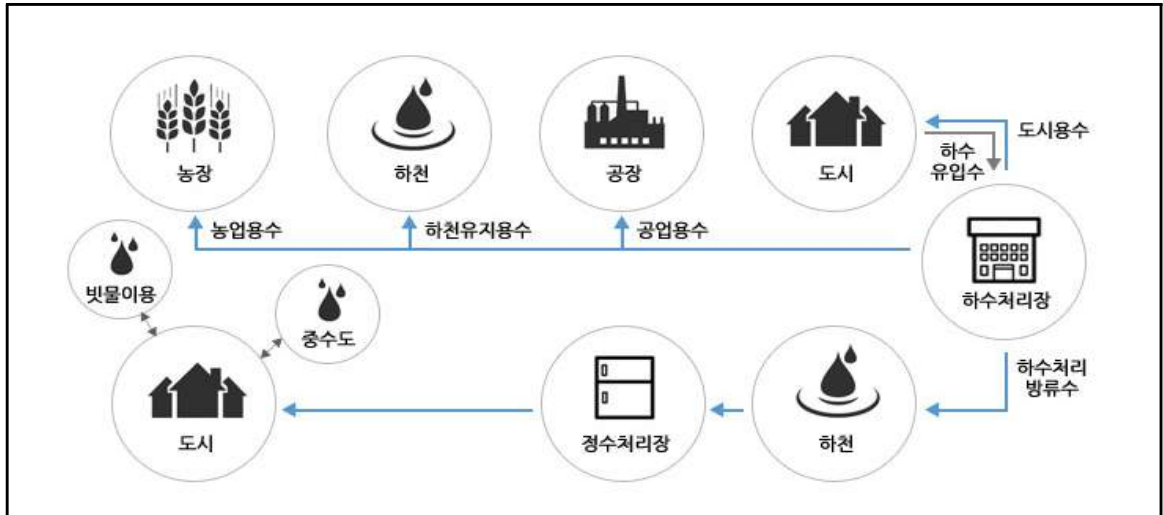 농장
하천
공장
도시
도시용수
하수
유입수
농업용수
하천유지용수
공업용수
하수처리장
빗물이용
중수도
하수처리
방류수
도시
정수처리장
하천